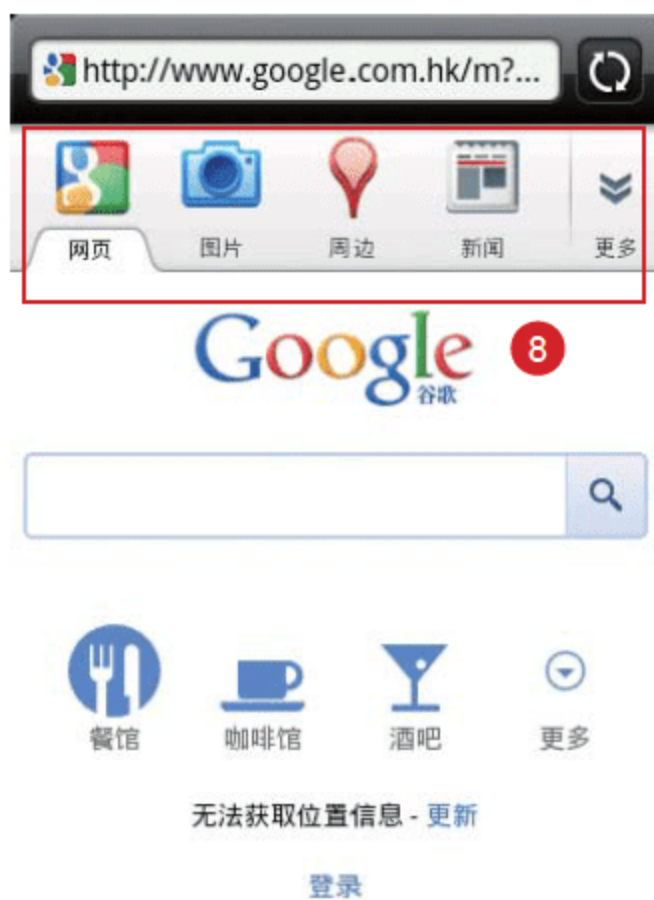 http://www.google.com.hk/m?...
网页 图片 周边 新闻 更多
Google 8
谷歌
餐馆 咖啡馆 酒吧 更多
无法获取位置信息 - 更新
登录